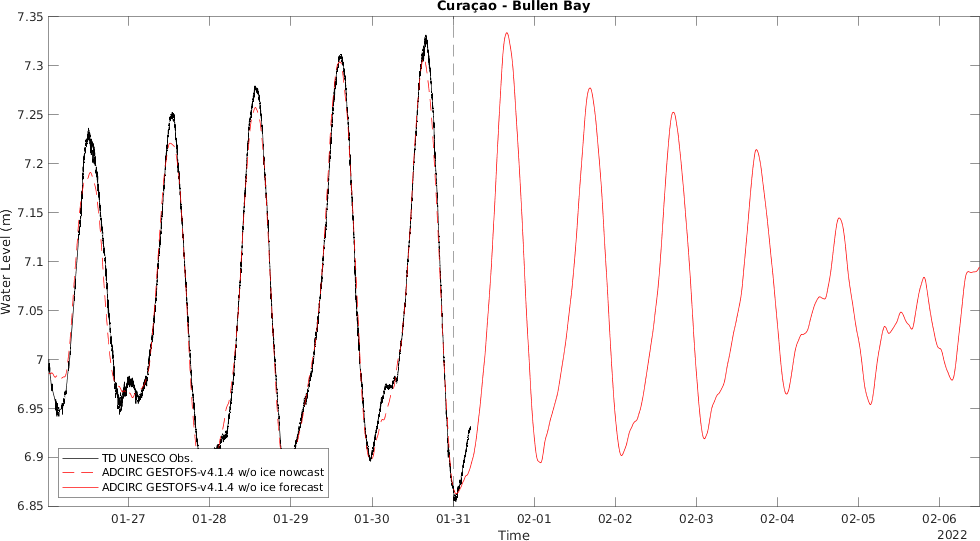 Curaçao - Bullen Bay
7.35
7.3
7.25
7.2
7.15
7.1
7.05
7
6.95
6.9
6.85
Water Level (m)
TD UNESCO Obs.
ADCIRC GESTOFS-v4.1.4 w/o ice nowcast
ADCIRC GESTOFS-v4.1.4 w/o ice forecast
01-27 01-28 01-29 01-30 01-31 02-01 02-02 02-03 02-04 02-05 02-06
Time
2022